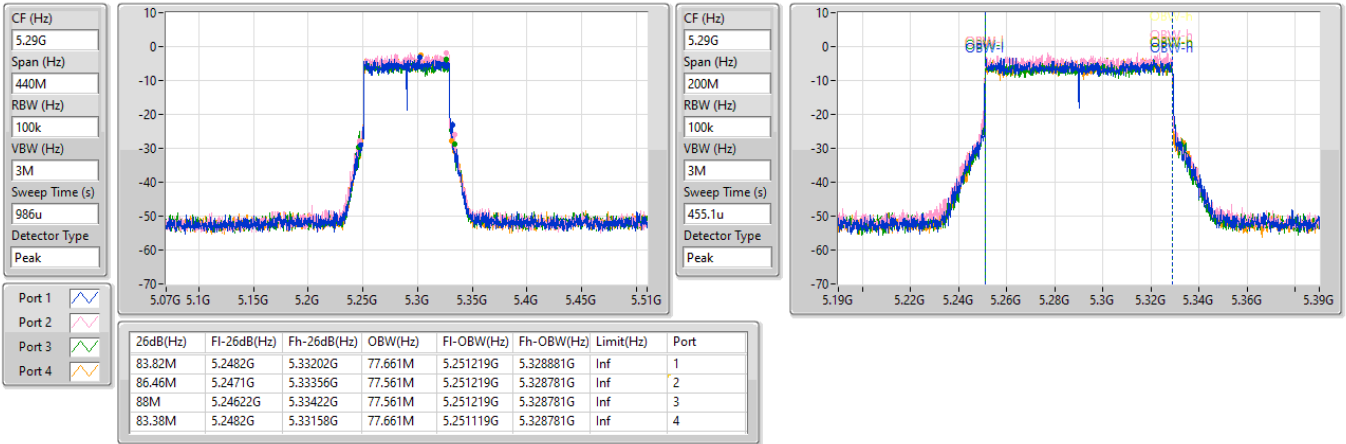 CF (Hz)
5.29G
Span (Hz)
440M
RBW (Hz)
100k
VBW (Hz)
3M
Sweep Time (s)
986u
Detector Type
Peak
10
0
-10
-20
-30
-40
-50
-60
-70
5.07G 5.1G 5.15G 5.2G 5.25G 5.3G 5.35G 5.4G 5.45G 5.51G
CF (Hz)
5.29G
Span (Hz)
200M
RBW (Hz)
100k
VBW (Hz)
3M
Sweep Time (s)
455.1u
Detector Type
Peak
10
0
-10
-20
-30
-40
-50
-60
-70
OBW-l
OBW-h
5.19G 5.22G 5.24G 5.26G 5.28G 5.3G 5.32G 5.34G 5.36G 5.39G
Port 1
Port 2
Port 3
Port 4
26dB(Hz) Fl-26dB(Hz) Fh-26dB(Hz) OBW(Hz) Fl-OBW(Hz) Fh-OBW(Hz) Limit(Hz) Port
83.82M 5.2482G 5.33202G 77.661M 5.251219G 5.328881G Inf 1
86.46M 5.2471G 5.33356G 77.561M 5.251219G 5.328781G Inf 2
88M 5.24622G 5.33422G 77.561M 5.251219G 5.328781G Inf 3
83.38M 5.2482G 5.33158G 77.661M 5.251119G 5.328781G Inf 4